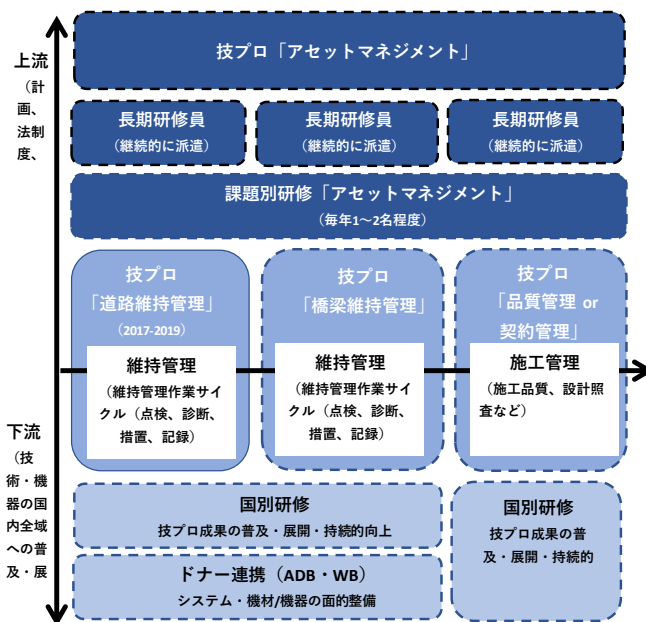 上流
（計
画、
法制
度、
技プロ「アセットマネジメント」
長期研修員
（継続的に派遣）
長期研修員
（継続的に派遣）
長期研修員
（継続的に派遣）
課題別研修「アセットマネジメント」
（毎年1～2名程度）
技プロ
「道路維持管理」
（2017-2019）
維持管理
（維持管理作業サイ
クル（点検、診断、
措置、記録）
技プロ
「橋梁維持管理」
維持管理
（維持管理作業サイ
クル（点検、診断、
措置、記録）
技プロ
「品質管理 or
契約管理」
施工管理
（施工品質、設計照
査など）
下流
（技
術・機
器の国
内全域
への普
及・展
国別研修
技プロ成果の普及・展開・持続的向上
ドナー連携（ADB・WB）
システム・機材/機器の面的整備
国別研修
技プロ成果の普
及・展開・持続的